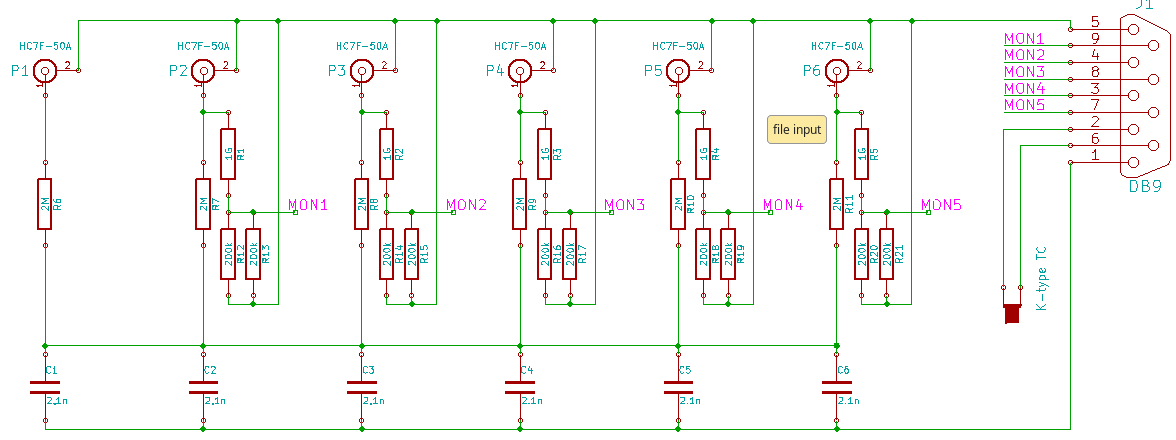 J1
HC7F-50A HC7F-50A HC7F-50A HC7F-50A HC7F-50A HC7F-50A
P1 2 P2 2 P3 2 P4 2 P5 2 P6 2
1 1 1 1 1 1
5
MON1 9
MON2 4
MON3 8
MON4 3
MON5 7
2
6
1
DB9
file input
1G R1 1G R2 1G R3 1G R4 1G R5
2M R6 2M R7 2M R8 2M R9 2M R10 2M R11
MON1 MON2 MON3 MON4 MON5
200k R12 200k R13 200k R14 200k R15 200k R16 200k R17 200k R18 200k R19 200k R20 200k R21
K-type TC
C1 C2 C3 C4 C5 C6
2.1n 2.1n 2.1n 2.1n 2.1n 2.1n